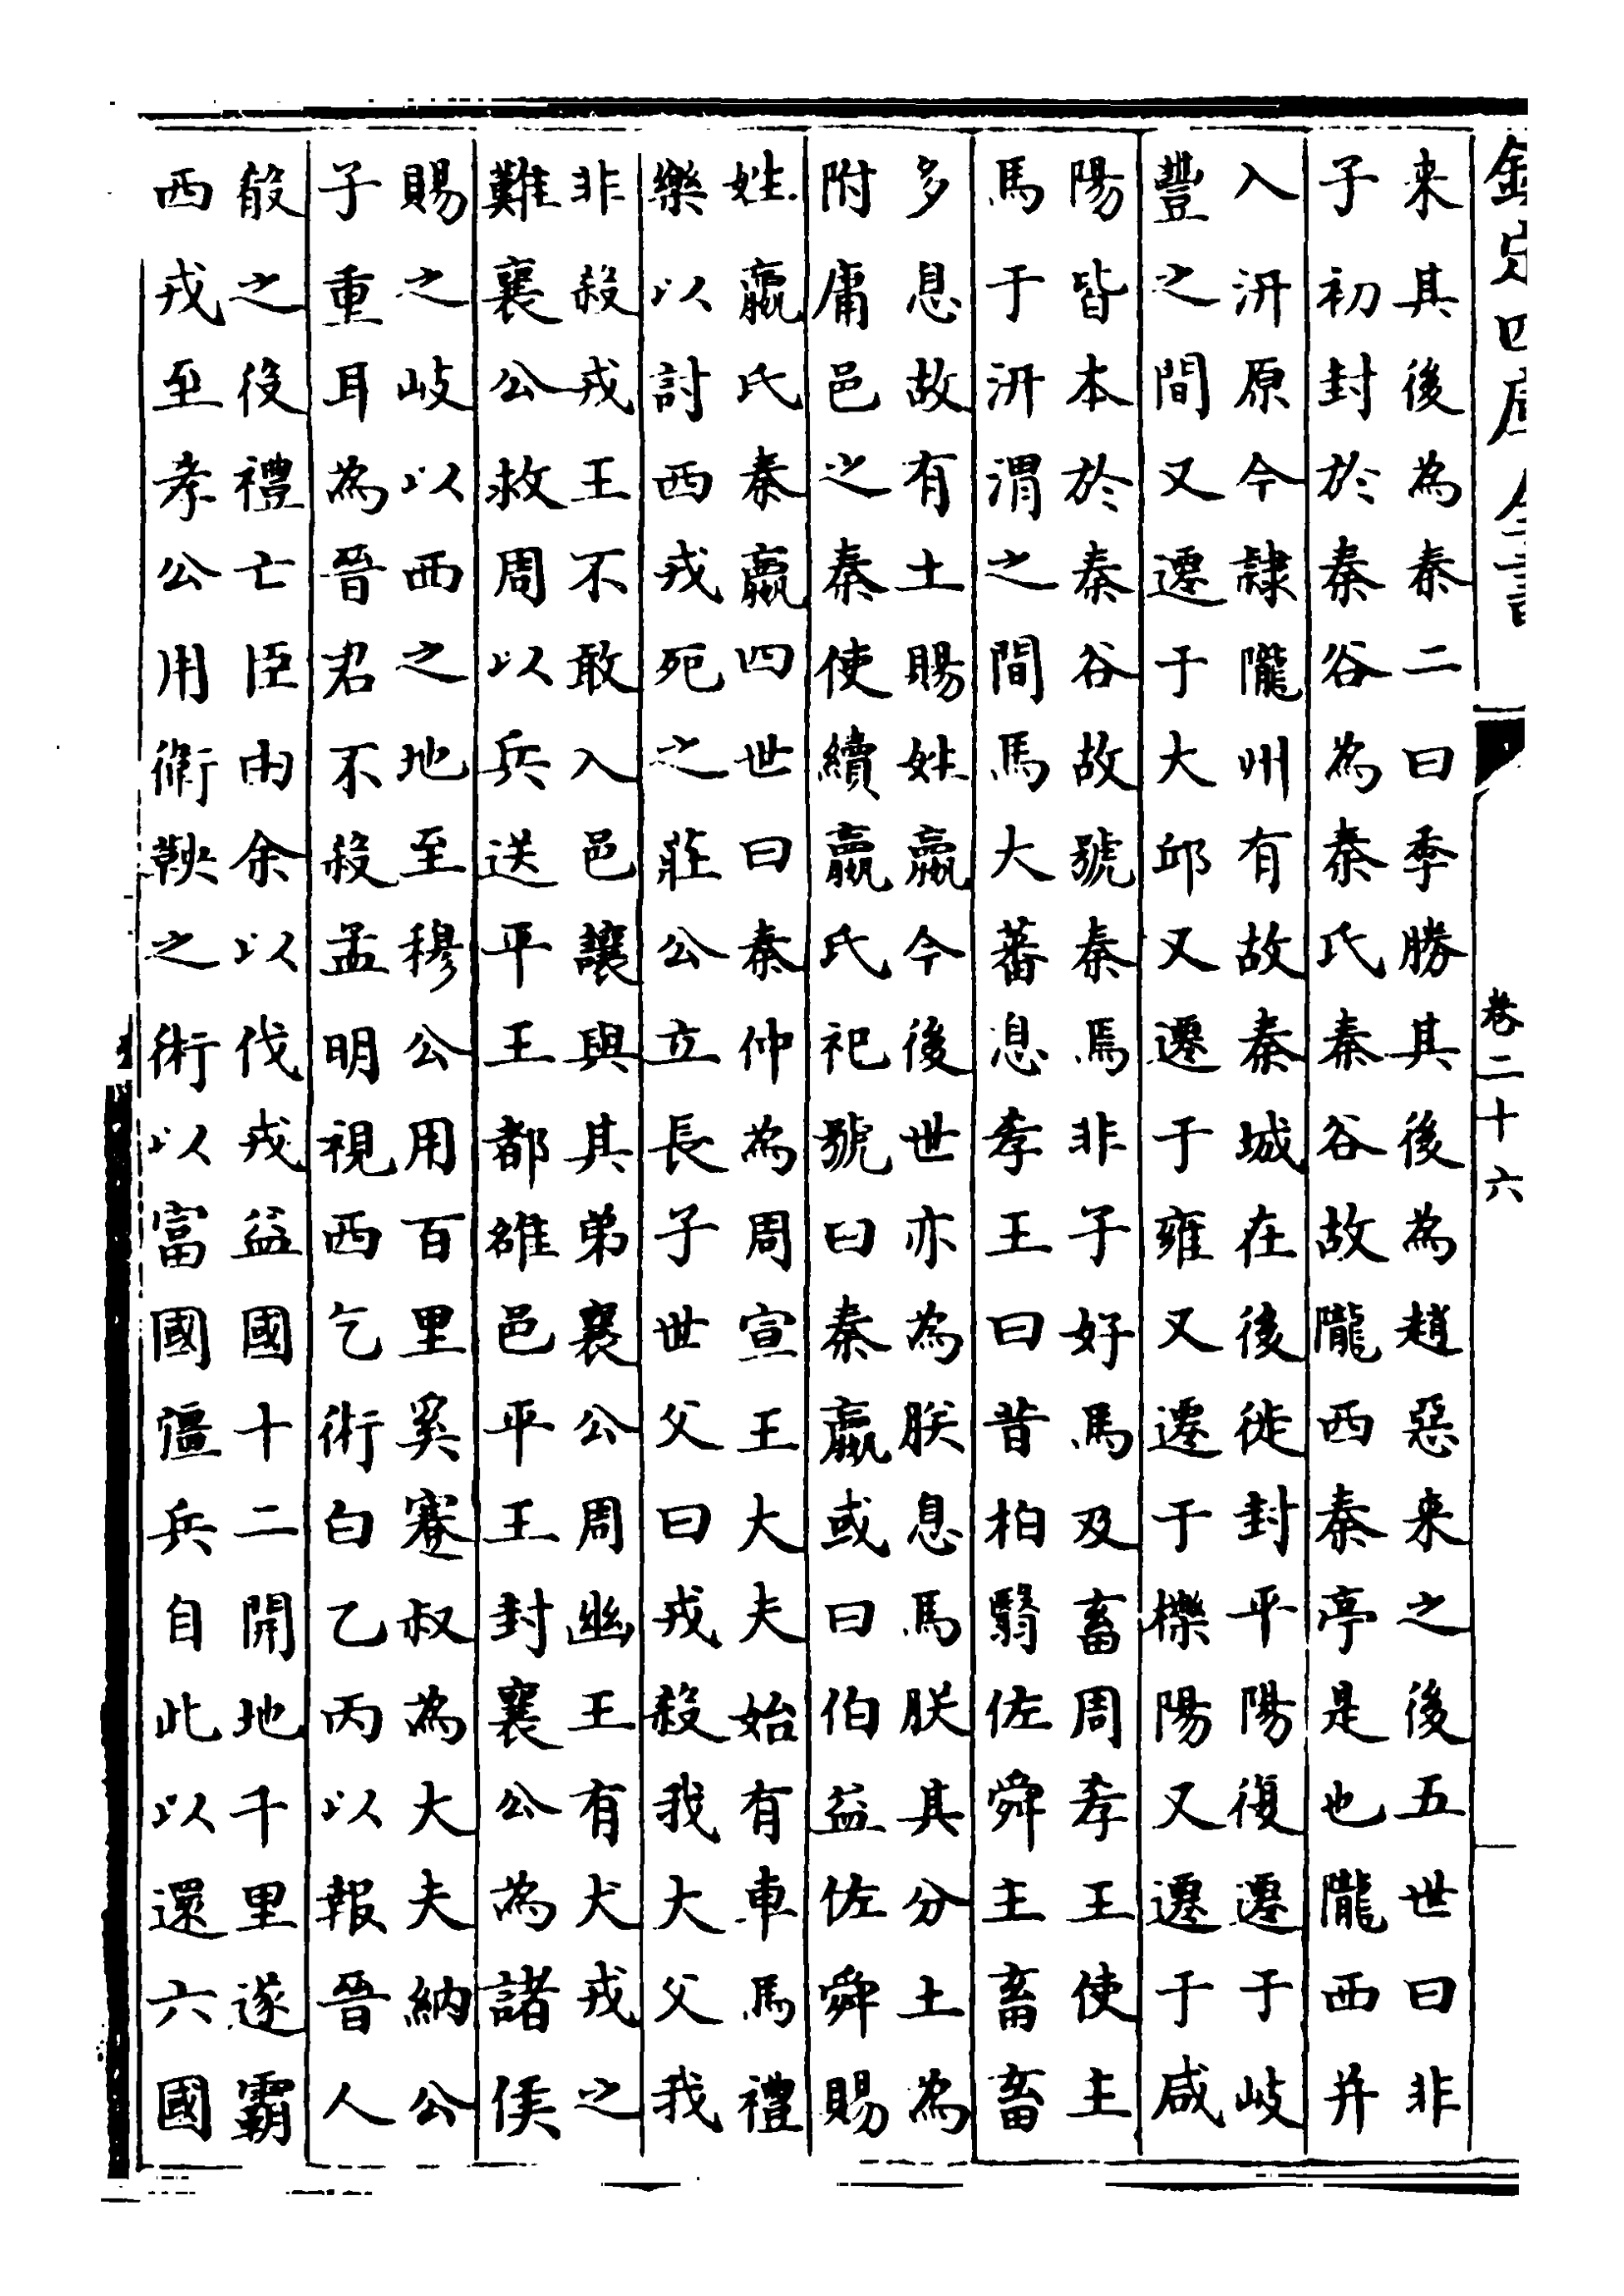 欽定四庫全書
卷二十六
来其後為秦二曰季勝其後為趙惡来之後五世曰非
子初封於秦谷為秦氏秦谷故隴西秦亭是也隴西并
入汧原今隷隴州有故秦城在後徙封平陽復遷于岐
豐之間又遷于大邱又遷于雍又遷于櫟陽又遷于咸
陽皆本於秦谷故號秦焉非子好馬及畜周孝王使主
馬于汧渭之間馬大蕃息孝王曰昔柏翳佐舜主畜畜
多息故有土賜姓嬴今後世亦為朕息馬朕其分土為
附庸邑之秦使續嬴氏祀號曰秦嬴或曰伯益佐舜賜
姓嬴氏秦嬴四世曰秦仲為周宣王大夫始有車馬禮
樂以討西戎死之莊公立長子世父曰戎殺我大父我
非殺戎王不敢入邑讓與其弟襄公周幽王有犬戎之
難襄公救周以兵送平王都雒邑平王封襄公為諸侯
賜之岐以西之地至穆公用百里奚蹇叔為大夫納公
子重耳為晉君不殺孟明視西乞術白乙丙以報晉人
殽之役禮亡臣由余以伐戎益國十二開地千里遂霸
西戎至孝公用衛鞅之術以富國彊兵自此以還六國